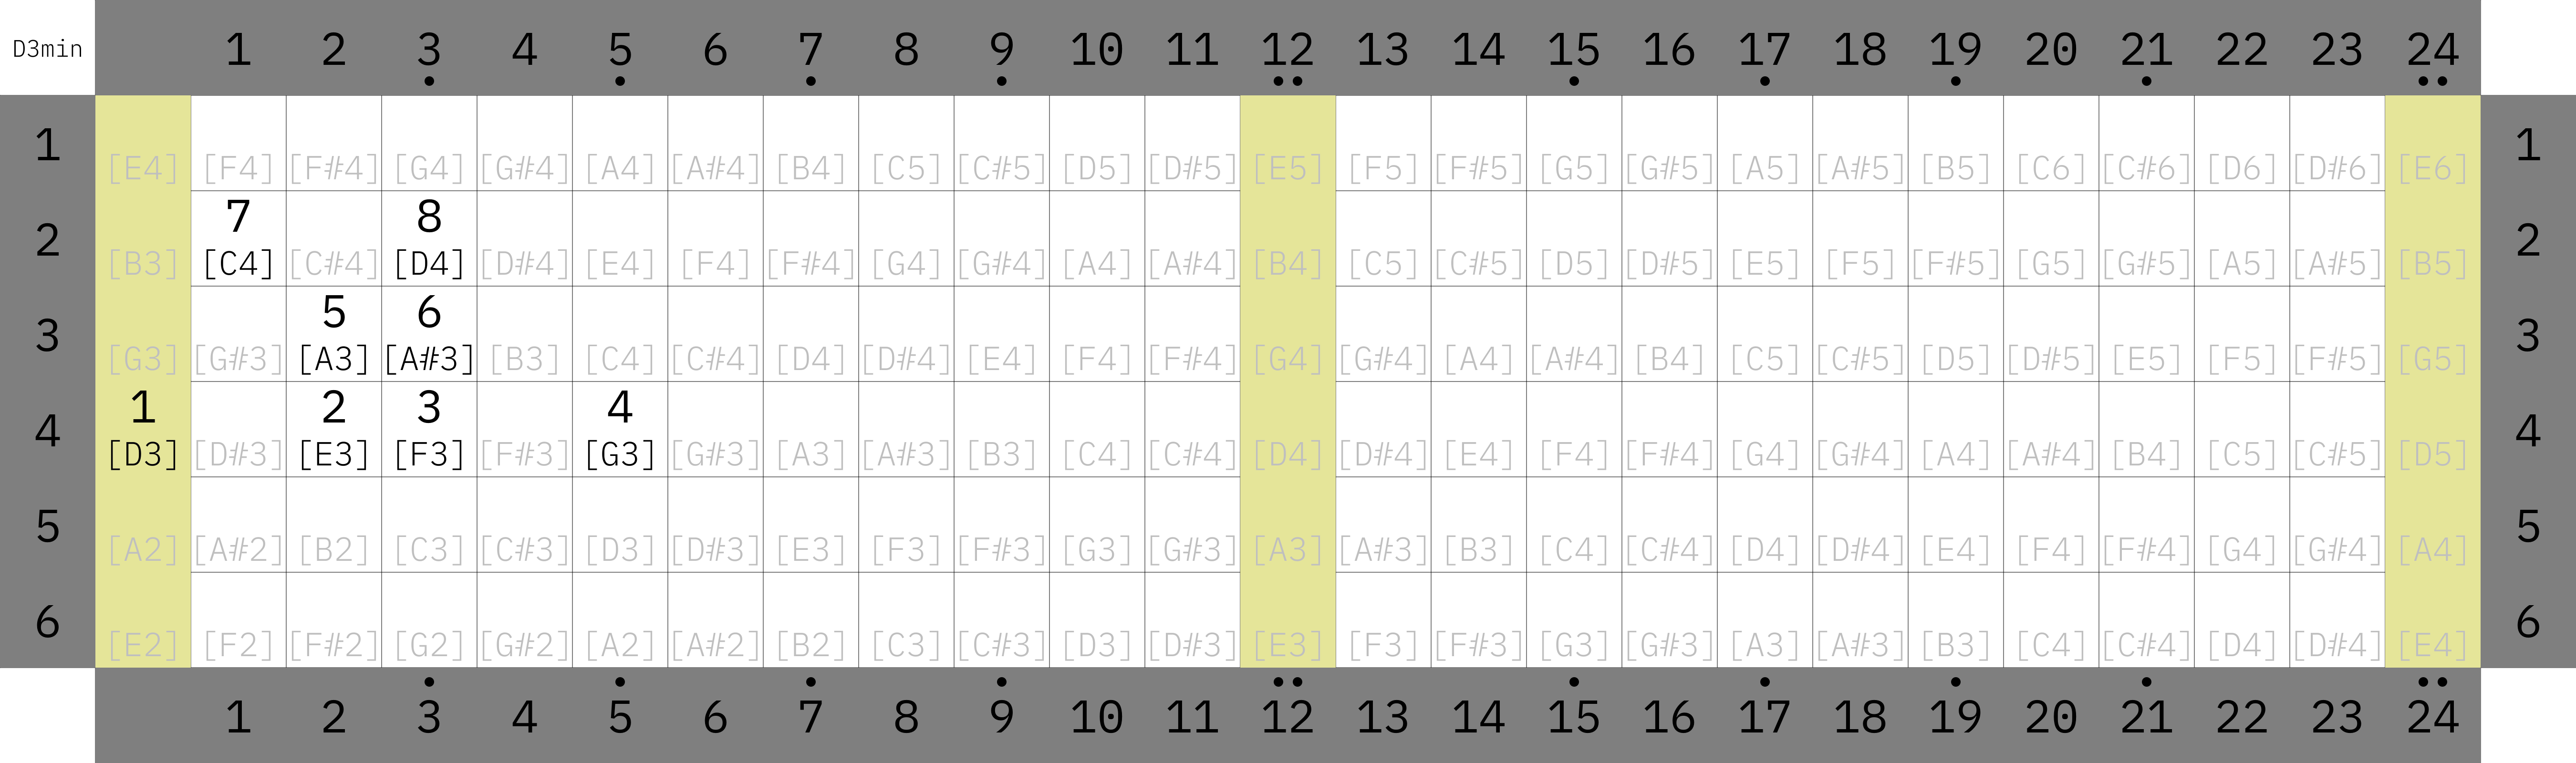 D3min 1 2 3 4 5 6 7 8 9 10 11 12 13 14 15 16 17 18 19 20 21 22 23 24
1 [E4] [F4] [F#4] [G4] [G#4] [A4] [A#4] [B4] [C5] [C#5] [D5] [D#5] [E5] [F5] [F#5] [G5] [G#5] [A5] [A#5] [B5] [C6] [C#6] [D6] [D#6] [E6] 1
7 8
2 [B3] [C4] [C#4] [D4] [D#4] [E4] [F4] [F#4] [G4] [G#4] [A4] [A#4] [B4] [C5] [C#5] [D5] [D#5] [E5] [F5] [F#5] [G5] [G#5] [A5] [A#5] [B5] 2
5 6
3 [G3] [G#3] [A3] [A#3] [B3] [C4] [C#4] [D4] [D#4] [E4] [F4] [F#4] [G4] [G#4] [A4] [A#4] [B4] [C5] [C#5] [D5] [D#5] [E5] [F5] [F#5] [G5] 3
1 2 3 4
4 [D3] [D#3] [E3] [F3] [F#3] [G3] [G#3] [A3] [A#3] [B3] [C4] [C#4] [D4] [D#4] [E4] [F4] [F#4] [G4] [G#4] [A4] [A#4] [B4] [C5] [C#5] [D5] 4
5 [A2] [A#2] [B2] [C3] [C#3] [D3] [D#3] [E3] [F3] [F#3] [G3] [G#3] [A3] [A#3] [B3] [C4] [C#4] [D4] [D#4] [E4] [F4] [F#4] [G4] [G#4] [A4] 5
6 [E2] [F2] [F#2] [G2] [G#2] [A2] [A#2] [B2] [C3] [C#3] [D3] [D#3] [E3] [F3] [F#3] [G3] [G#3] [A3] [A#3] [B3] [C4] [C#4] [D4] [D#4] [E4] 6
1 2 3 4 5 6 7 8 9 10 11 12 13 14 15 16 17 18 19 20 21 22 23 24